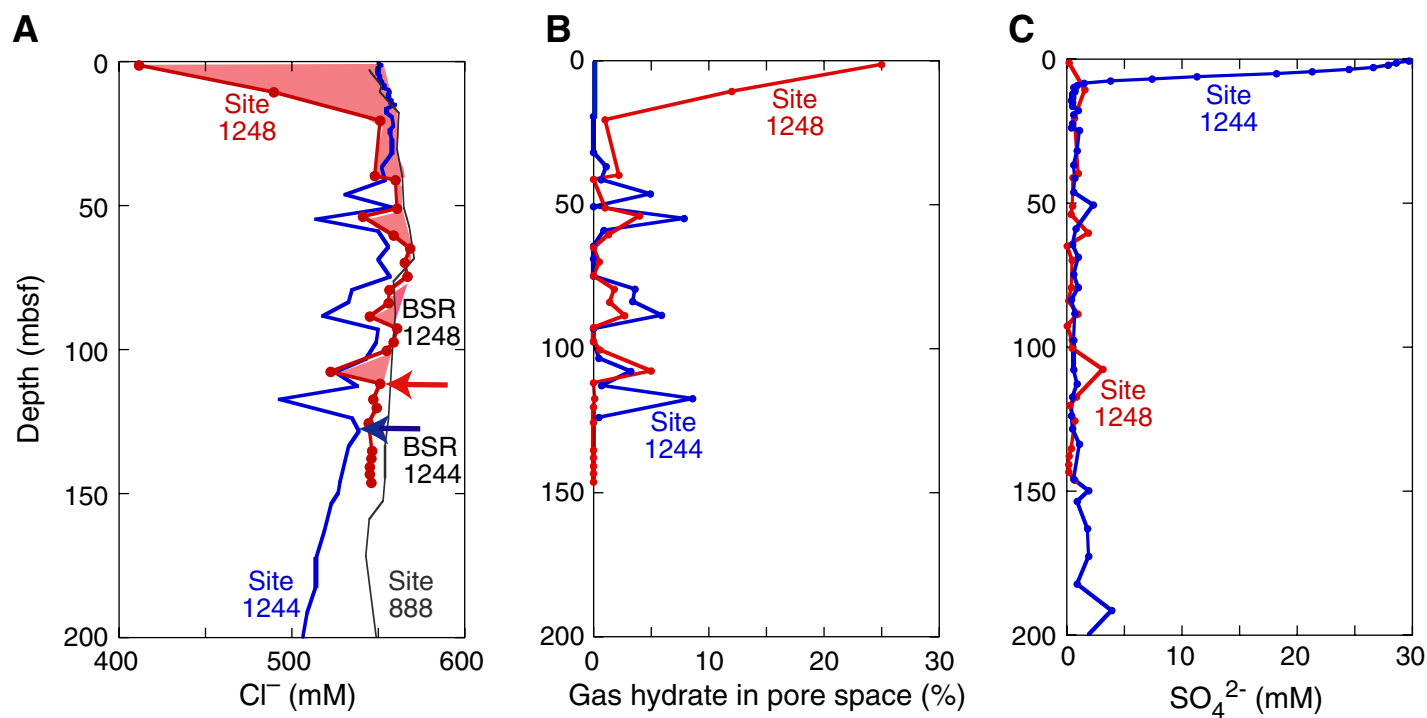 A
B
C
0
50
100
150
200
Depth (mbsf)
400
500
600
Cl⁻ (mM)
Site
1248
BSR
1248
BSR
1244
Site
1244
Site
888
0
50
100
150
200
0
10
20
30
Gas hydrate in pore space (%)
Site
1248
Site
1244
0
50
100
150
200
0
10
20
30
SO₄²⁻ (mM)
Site
1244
Site
1248